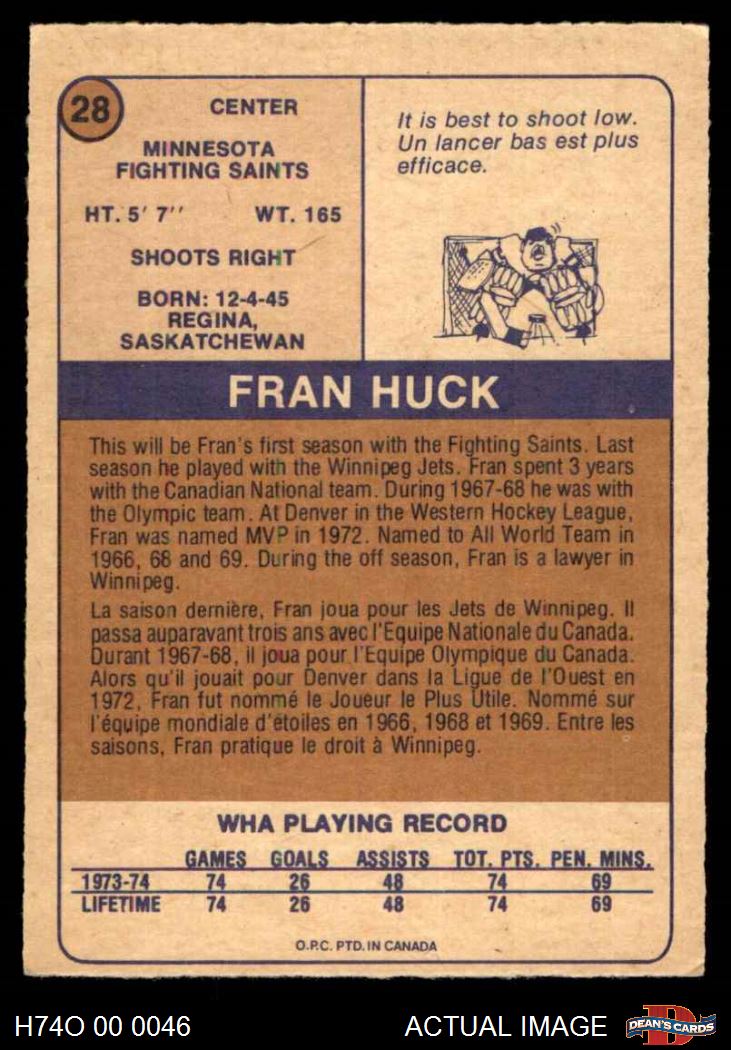 28
CENTER
MINNESOTA
FIGHTING SAINTS
HT. 5' 7'' WT. 165
SHOOTS RIGHT
BORN: 12-4-45
REGINA,
SASKATCHEWAN
It is best to shoot low.
Un lancer bas est plus
efficace.
FRAN HUCK
This will be Fran's first season with the Fighting Saints. Last
season he played with the Winnipeg Jets. Fran spent 3 years
with the Canadian National team. During 1967-68 he was with
the Olympic team. At Denver in the Western Hockey League,
Fran was named MVP in 1972. Named to All World Team in
1966, 68 and 69. During the off season, Fran is a lawyer in
Winnipeg.
La saison dernière, Fran joua pour les Jets de Winnipeg. Il
passa auparavant trois ans avec l'Equipe Nationale du Canada.
Durant 1967-68, il joua pour l'Equipe Olympique du Canada.
Alors qu'il jouait pour Denver dans la Ligue de l'Ouest en
1972, Fran fut nommé le Joueur le Plus Utile. Nommé sur
l'équipe mondiale d'étoiles en 1966, 1968 et 1969. Entre les
saisons, Fran pratique le droit à Winnipeg.
WHA PLAYING RECORD
GAMES GOALS ASSISTS TOT. PTS. PEN. MINS.
1973-74 74 26 48 74 69
LIFETIME 74 26 48 74 69
O.P.C. PTD. IN CANADA
H74O 00 0046 ACTUAL IMAGE
D
DEAN'S CARDS